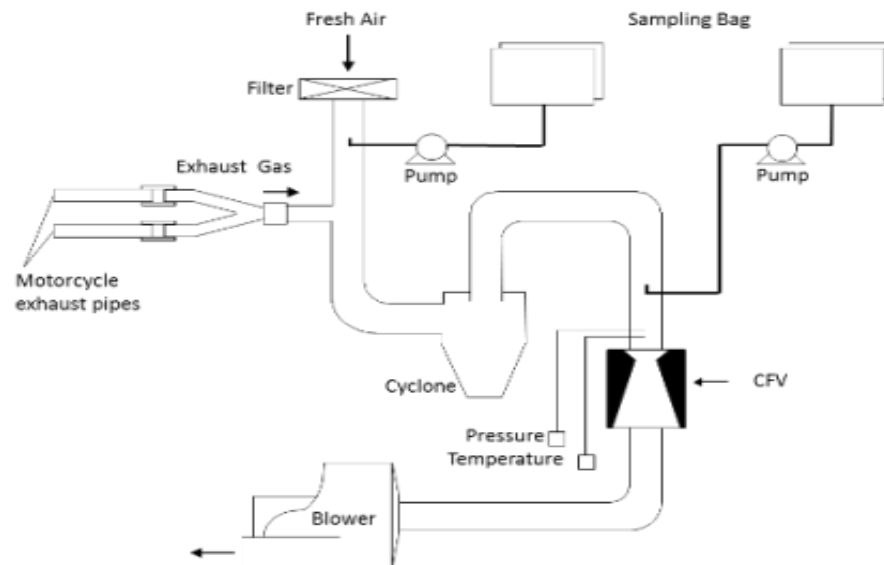 Fresh Air
Sampling Bag
Filter
Exhaust Gas
Pump
Pump
Motorcycle
exhaust pipes
Cyclone
CFV
Pressure
Temperature
Blower